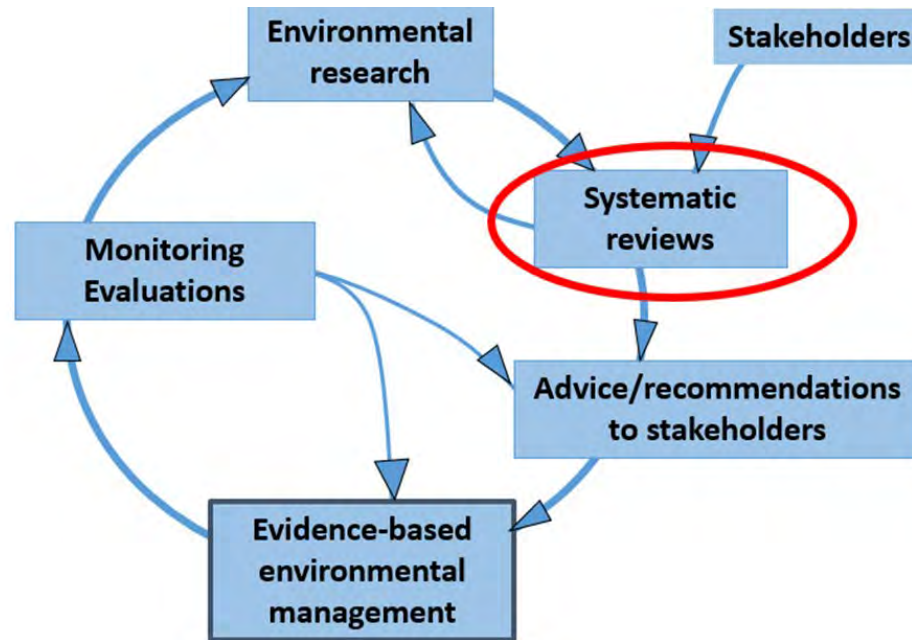 Environmental
research
Stakeholders
Systematic
reviews
Monitoring
Evaluations
Advice/recommendations
to stakeholders
Evidence-based
environmental
management